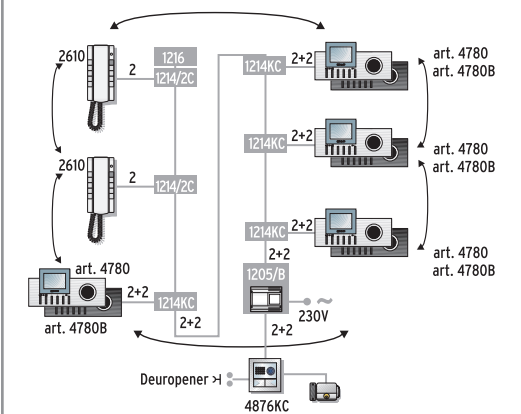 2610
2
1216
1214/2C
1214KC
2+2
art. 4780
art. 4780B
2610
2
1214/2C
1214KC
2+2
art. 4780
art. 4780B
art. 4780
art. 4780B
2+2
1214KC
2+2
1214KC
2+2
art. 4780
art. 4780B
2+2
1205/B
230V
2+2
Deuropener
4876KC